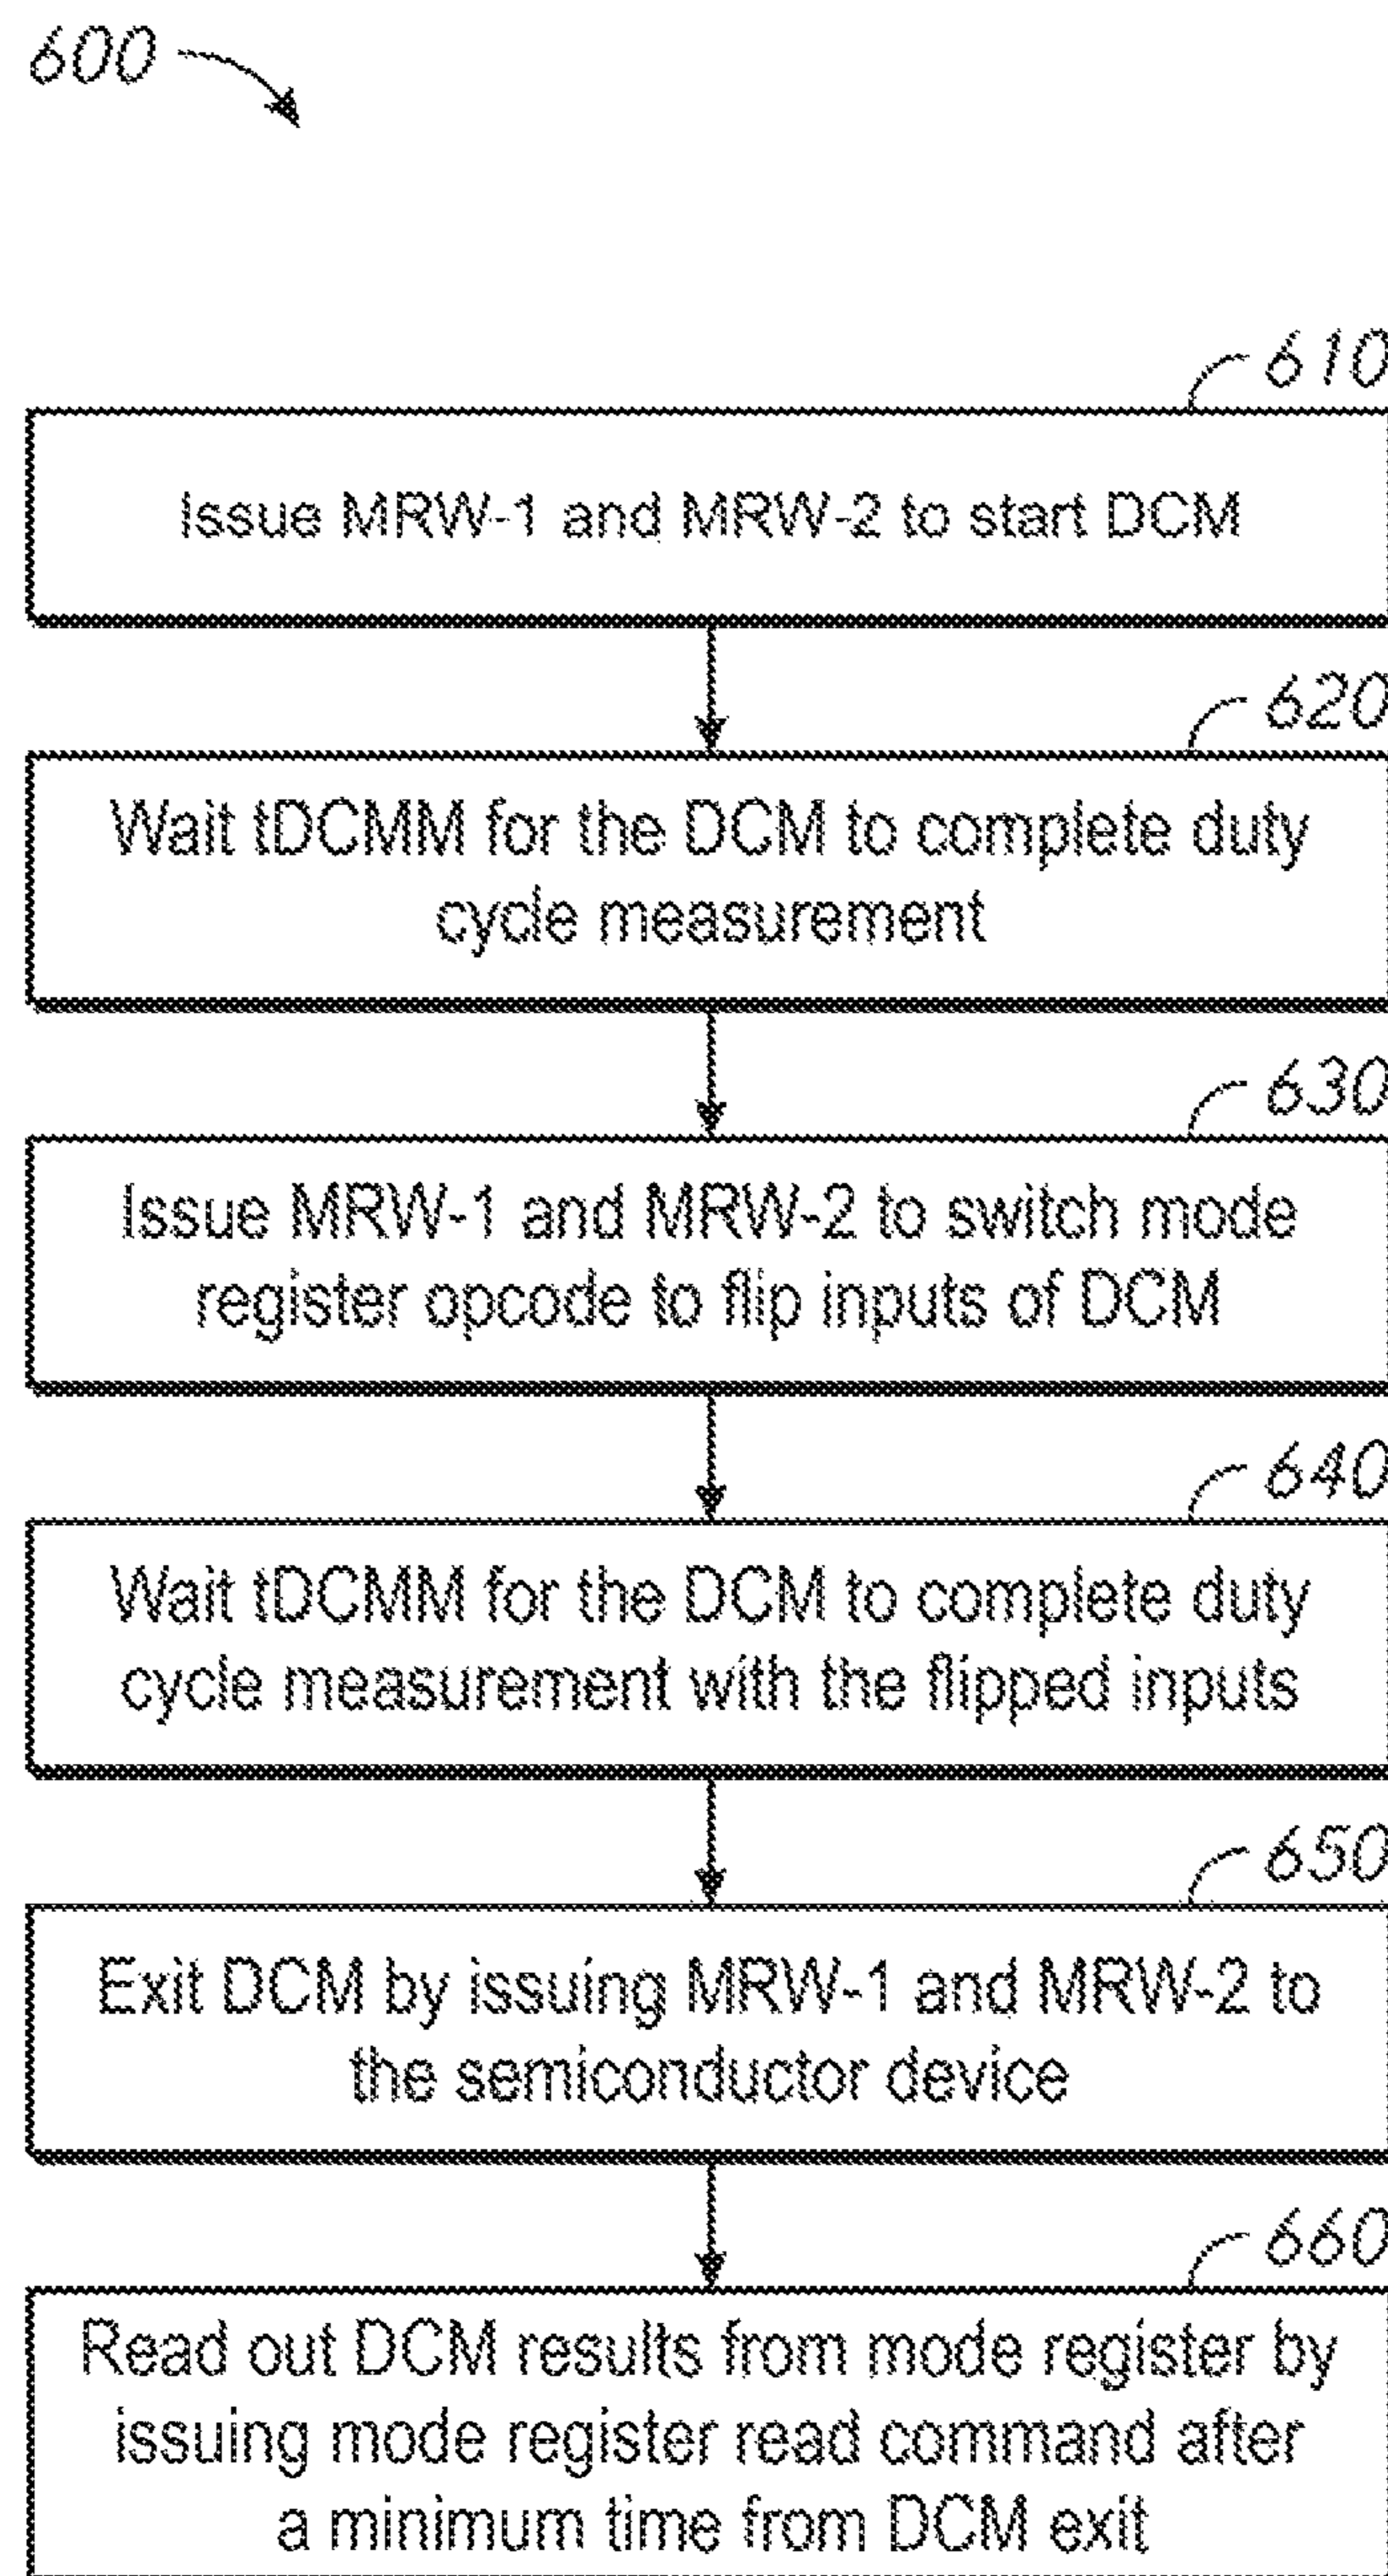 600
610
Issue MRW-1 and MRW-2 to start DCM
620
Wait tDCMM for the DCM to complete duty
cycle measurement
630
Issue MRW-1 and MRW-2 to switch mode
register opcode to flip inputs of DCM
640
Wait tDCMM for the DCM to complete duty
cycle measurement with the flipped inputs
650
Exit DCM by issuing MRW-1 and MRW-2 to
the semiconductor device
660
Read out DCM results from mode register by
issuing mode register read command after
a minimum time from DCM exit